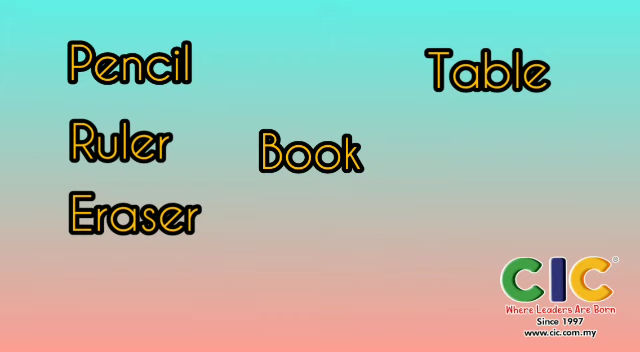 Pencil
Table
Ruler
Book
Eraser
CIC®
Where Leaders Are Born
Since 1997
www.cic.com.my